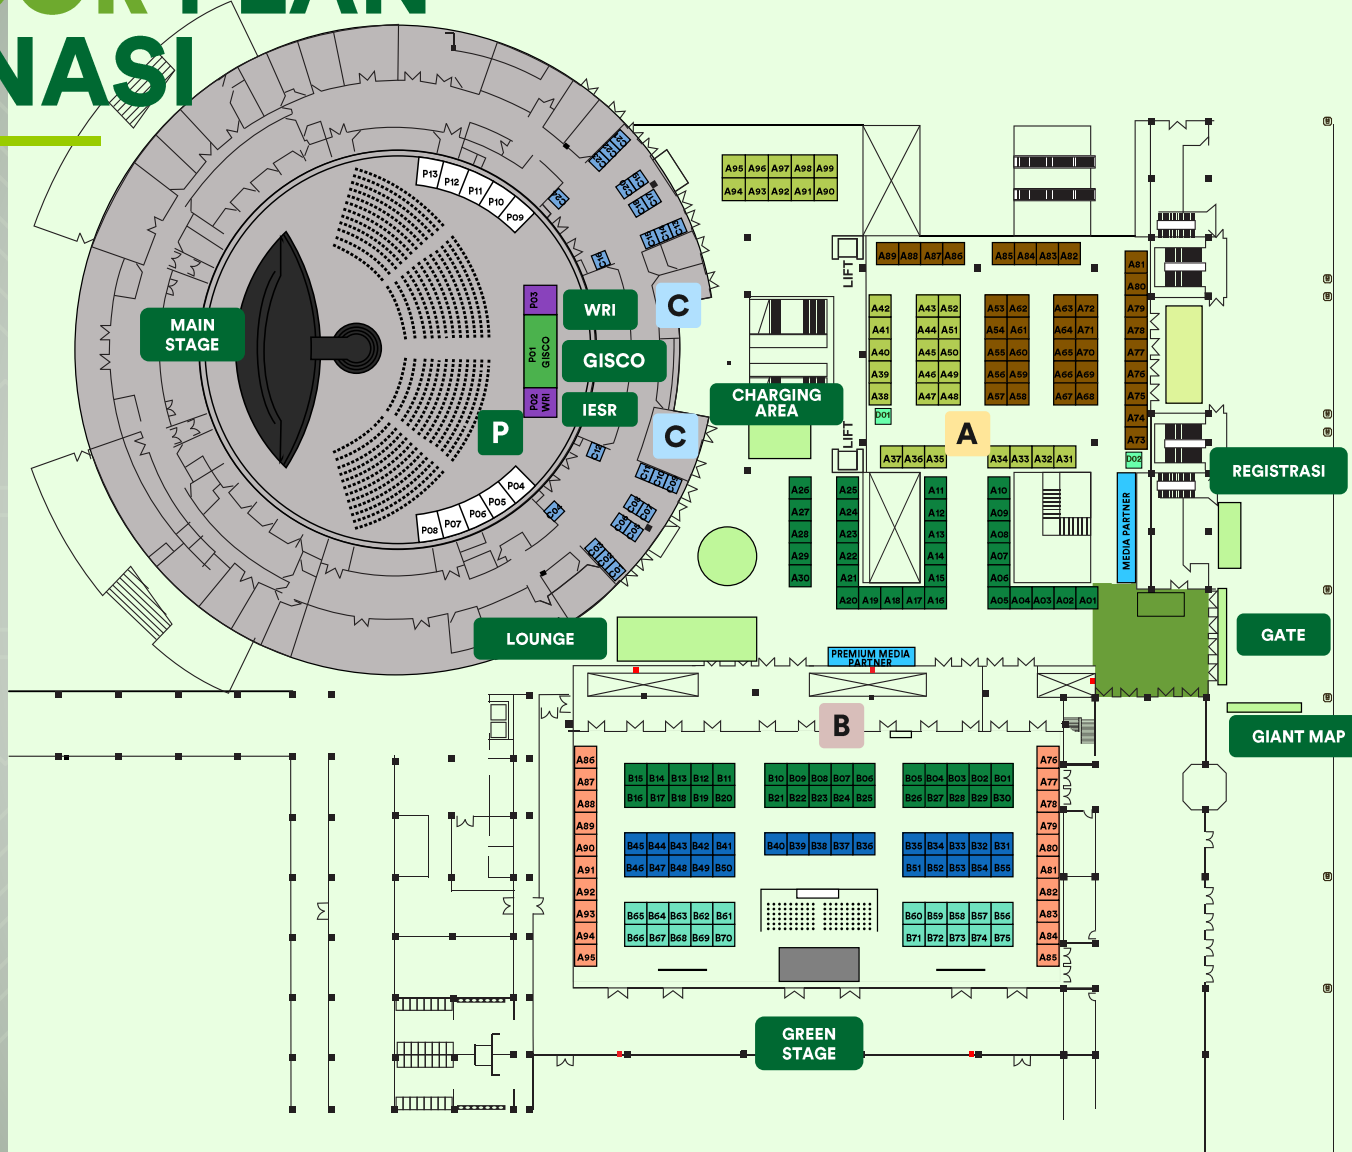 NASI
P13
P12
P11
P10
P09
A95 A96 A97 A98 A99
A94 A93 A92 A91 A90
A89 A88 A87 A86
A85 A84 A83 A82
A81
A80
A79
A78
A77
A76
A75
A74
A73
D02
LIFT
A42
A41
A40
A39
A38
D01
A43 A52
A44 A51
A45 A50
A46 A49
A47 A48
A53 A62
A54 A61
A55 A60
A56 A59
A57 A58
A63 A72
A64 A71
A65 A70
A66 A69
A67 A68
MAIN
STAGE
P03
P01
GISCO
P02
WRI
WRI
GISCO
IESR
P
C
C
CHARGING
AREA
A
LIFT
A37 A36 A35
A34 A33 A32 A31
REGISTRASI
P04
P05
P06
P07
P08
A26
A27
A28
A29
A30
A25
A24
A23
A22
A21
A20 A19 A18 A17 A16
A11
A12
A13
A14
A15
A10
A09
A08
A07
A06
A05 A04 A03 A02 A01
MEDIA PARTNER
LOUNGE
GATE
PREMIUM MEDIA
PARTNER
B
GIANT MAP
A86
A87
A88
A89
A90
A91
A92
A93
A94
A95
B15 B14 B13 B12 B11
B16 B17 B18 B19 B20
B10 B09 B08 B07 B06
B21 B22 B23 B24 B25
B05 B04 B03 B02 B01
B26 B27 B28 B29 B30
B45 B44 B43 B42 B41
B46 B47 B48 B49 B50
B40 B39 B38 B37 B36
B35 B34 B33 B32 B31
B51 B52 B53 B54 B55
B65 B64 B63 B62 B61
B66 B67 B68 B69 B70
B60 B59 B58 B57 B56
B71 B72 B73 B74 B75
A76
A77
A78
A79
A80
A81
A82
A83
A84
A85
GREEN
STAGE